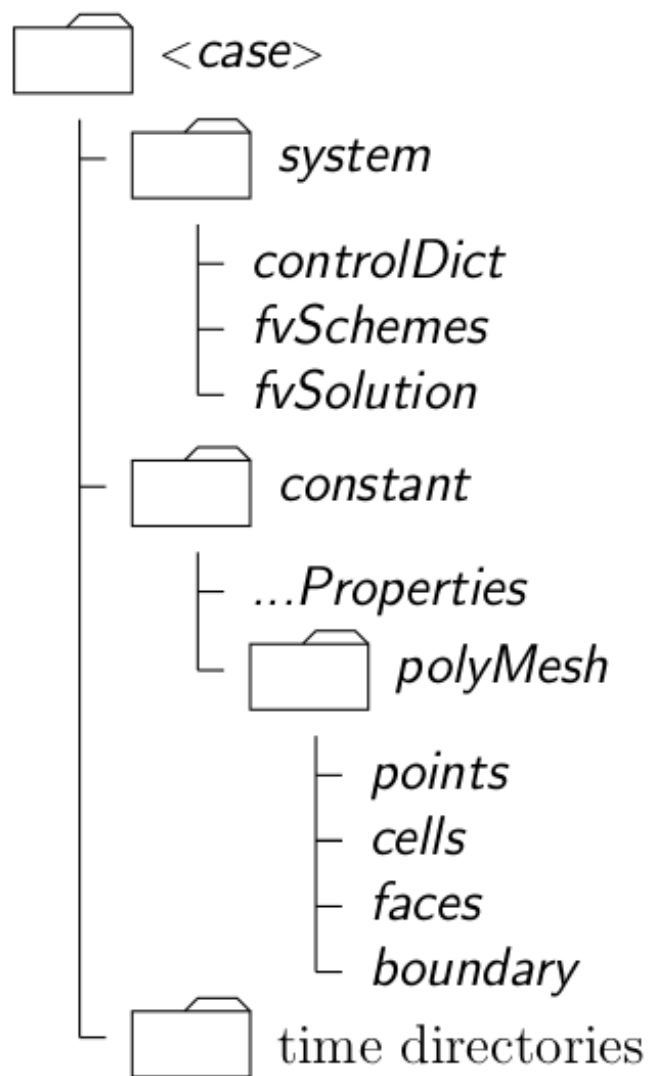 <case>
system
controlDict
fvSchemes
fvSolution
constant
...Properties
polyMesh
points
cells
faces
boundary
time directories